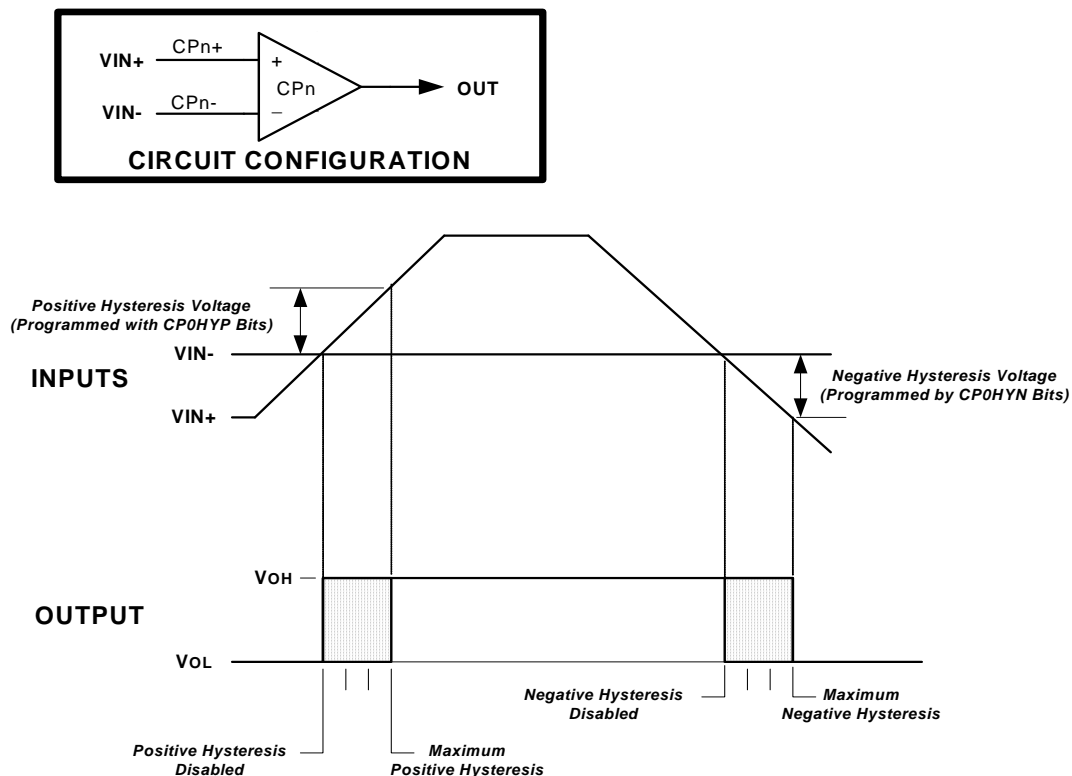 VIN+
CPn+
+
CPn
OUT
VIN-
CPn-
−
CIRCUIT CONFIGURATION
Positive Hysteresis Voltage
(Programmed with CP0HYP Bits)
VIN-
INPUTS
Negative Hysteresis Voltage
(Programmed by CP0HYN Bits)
VIN+
VOH
OUTPUT
VOL
Negative Hysteresis
Disabled
Maximum
Negative Hysteresis
Positive Hysteresis
Disabled
Maximum
Positive Hysteresis